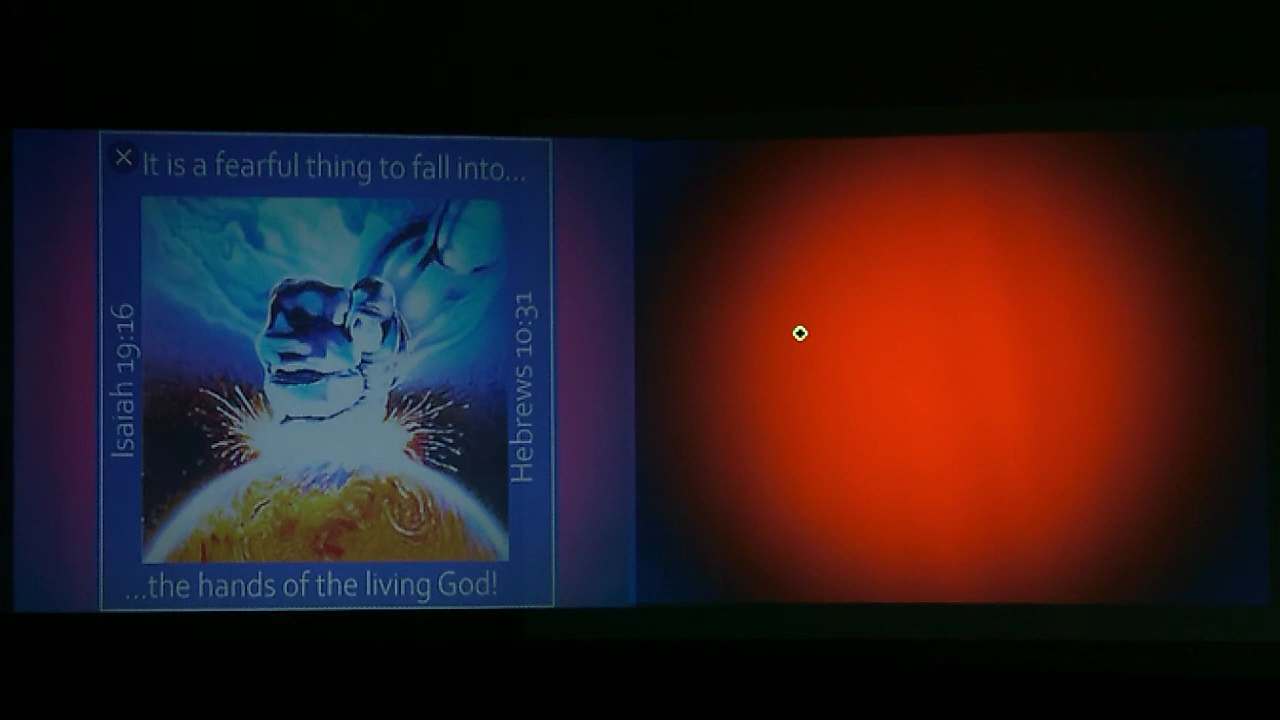 It is a fearful thing to fall into...
Isaiah 19:16
Hebrews 10:31
...the hands of the living God!